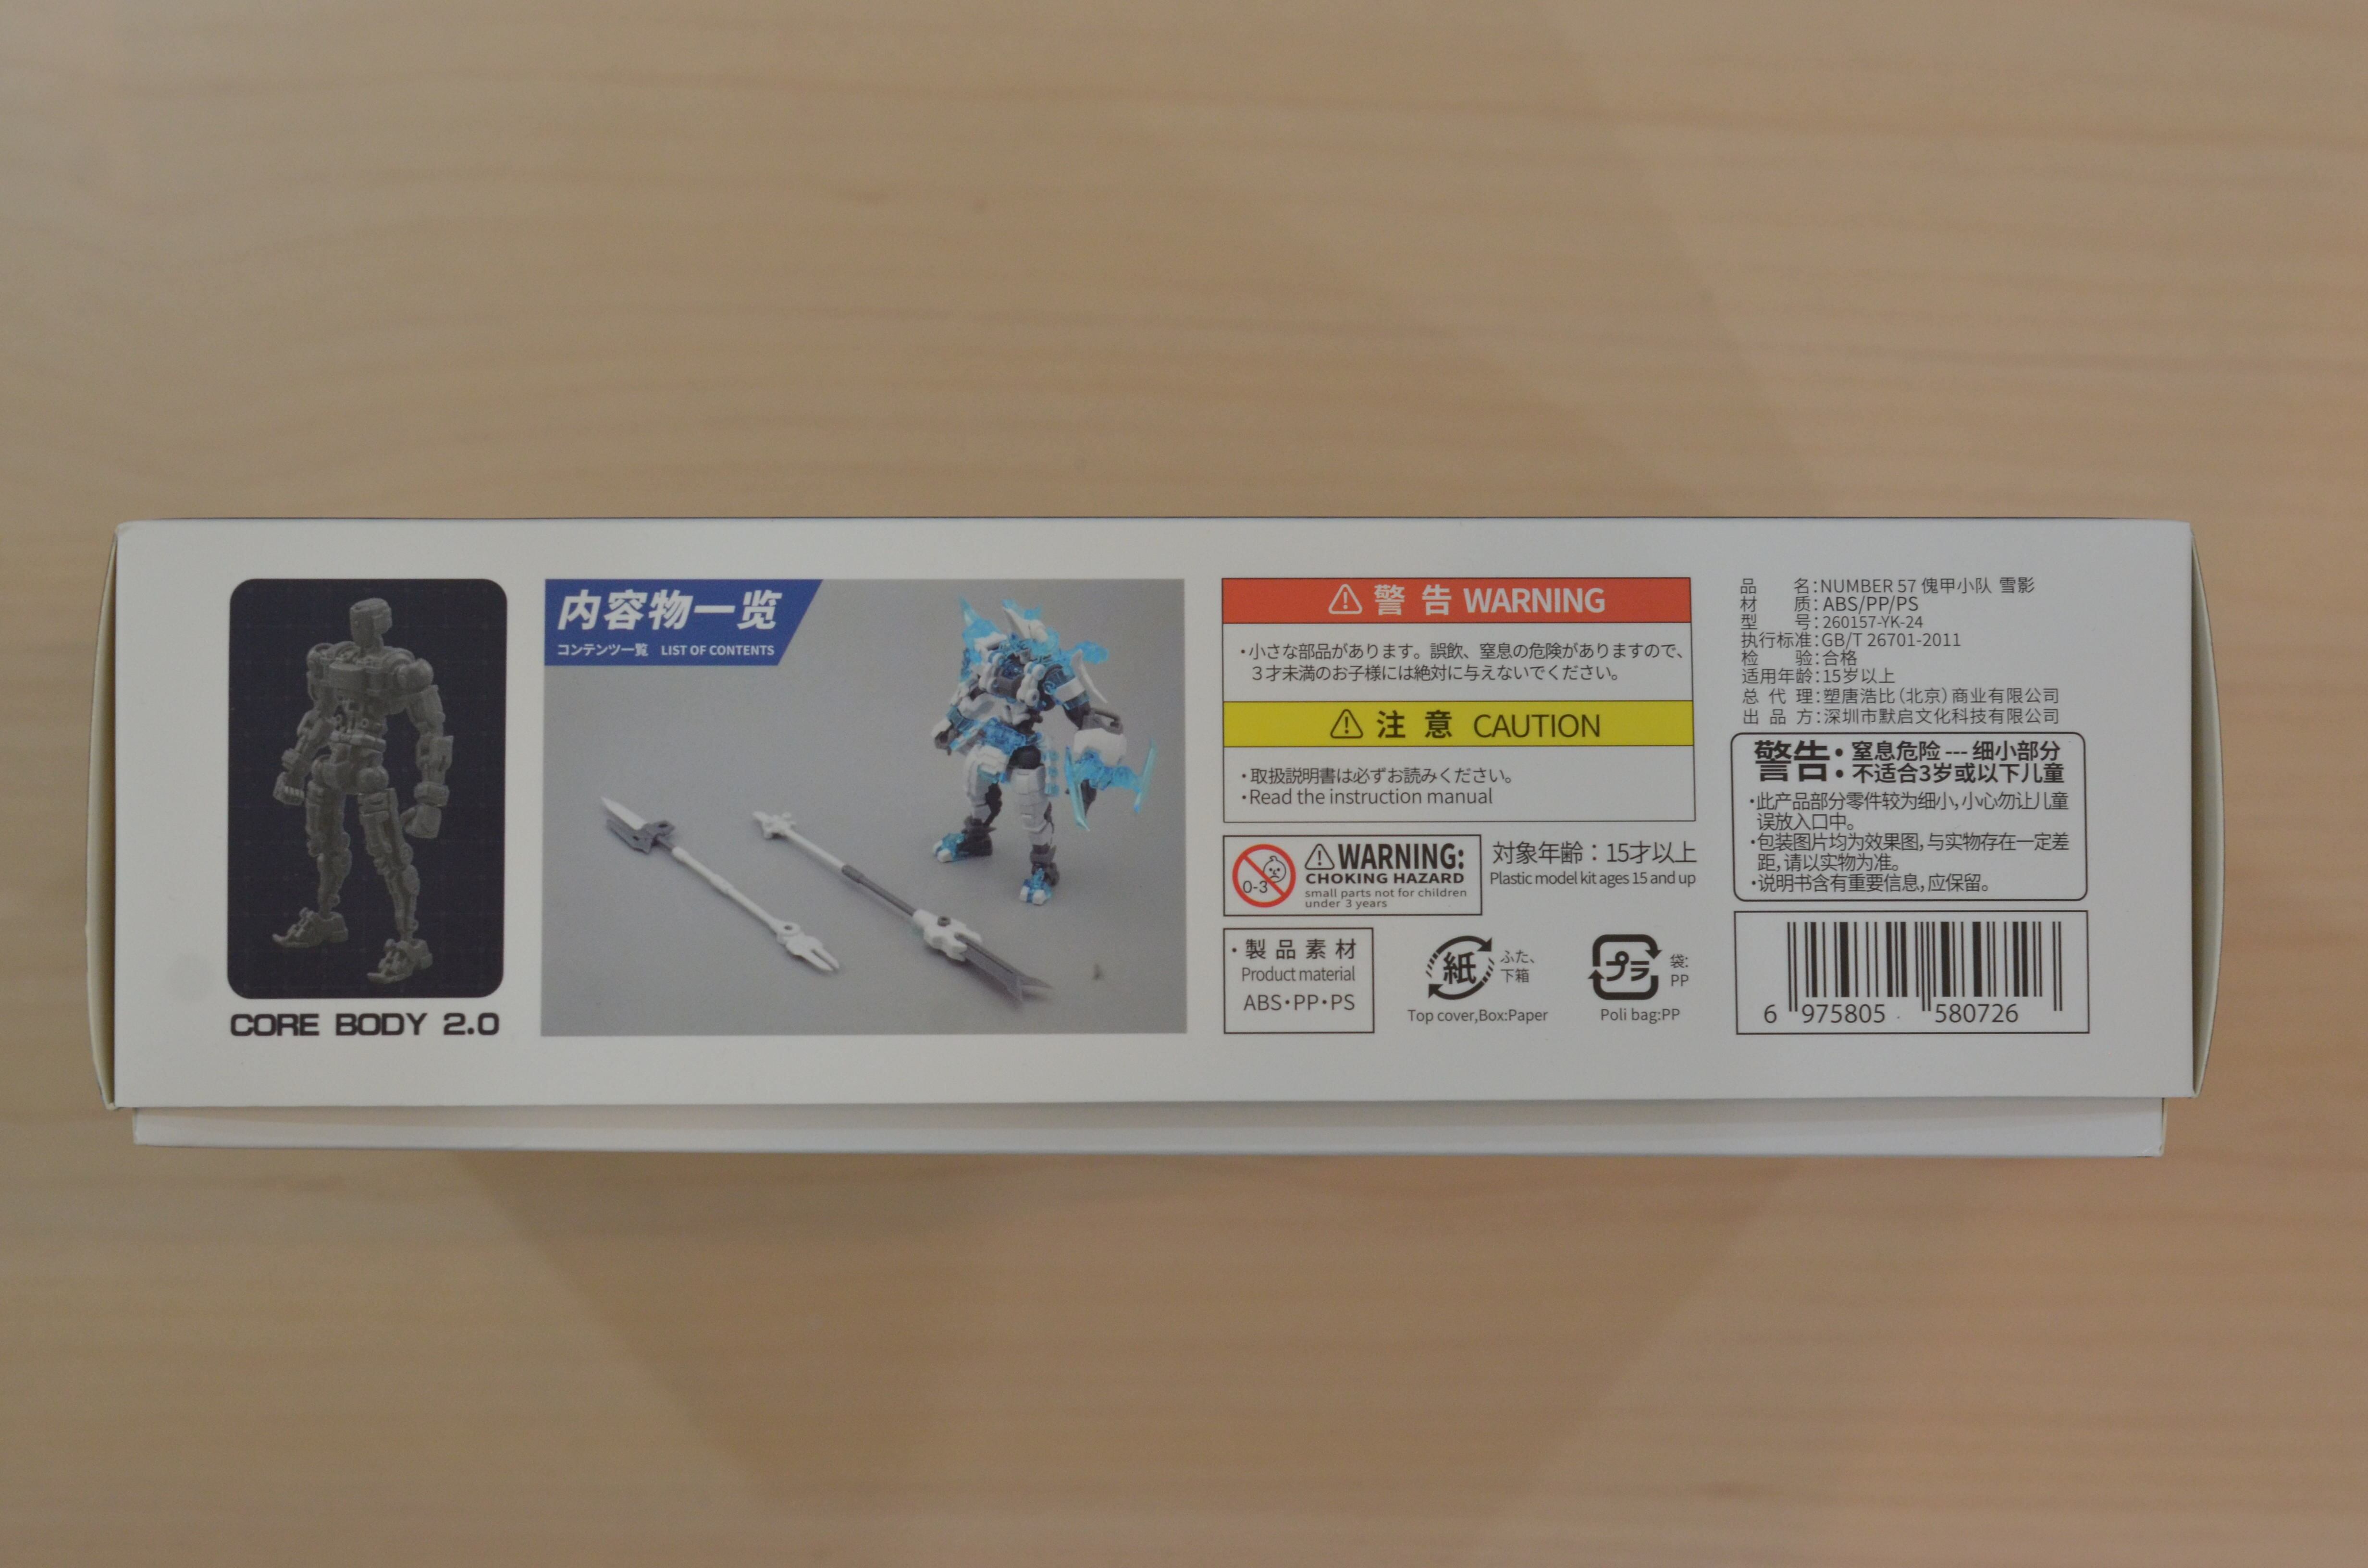 CORE BODY 2.0
内容物一览
コンテンツ一覧 LIST OF CONTENTS
警告 WARNING
・小さな部品があります。誤飲、窒息の危険がありますので、
3才未満のお子様には絶対に与えないでください。
注意 CAUTION
・取扱説明書は必ずお読みください。
・Read the instruction manual
0-3
WARNING:
CHOKING HAZARD
small parts not for children
under 3 years
対象年齢：15才以上
Plastic model kit ages 15 and up
・製品素材
Product material
ABS・PP・PS
紙
ふた、
下箱
Top cover,Box:Paper
プラ
袋:
PP
Poli bag:PP
品名：NUMBER 57 傀甲小队 雪影
材质：ABS/PP/PS
型号：260157-YK-24
执行标准：GB/T 26701-2011
检验：合格
适用年龄：15岁以上
总代理：塑唐浩比（北京）商业有限公司
出品方：深圳市默启文化科技有限公司
警告：窒息危险---细小部分
不适合3岁或以下儿童
・此产品部分零件较为细小，小心勿让儿童
误放入口中。
・包装图片均为效果图，与实物存在一定差
距，请以实物为准。
・说明书含有重要信息，应保留。
6 975805 580726